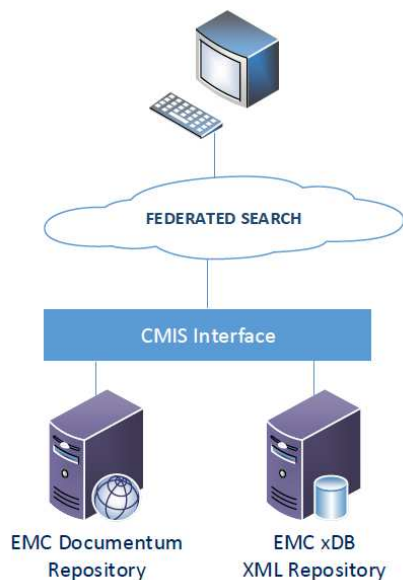 FEDERATED SEARCH
CMIS Interface
EMC Documentum
Repository
EMC xDB
XML Repository